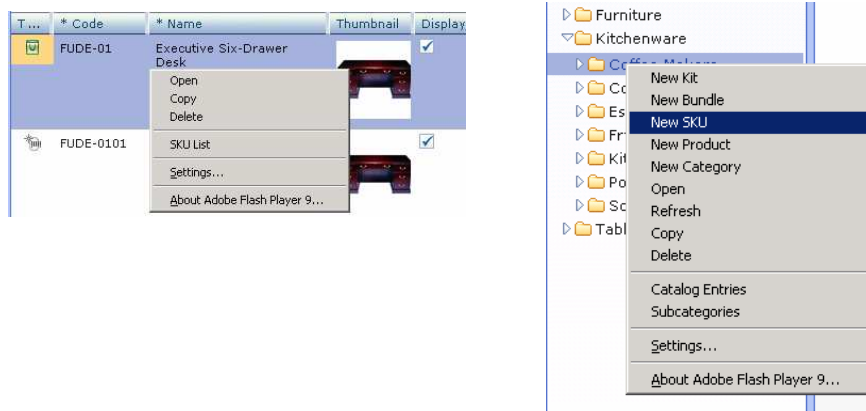 T... * Code * Name Thumbnail Display
FUDE-01 Executive Six-Drawer
Desk
Open
Copy
Delete
FUDE-0101
SKU List
Settings...
About Adobe Flash Player 9...
Furniture
Kitchenware
Coffee Makers
New Kit
New Bundle
New SKU
New Product
New Category
Open
Refresh
Copy
Delete
Catalog Entries
Subcategories
Settings...
About Adobe Flash Player 9...